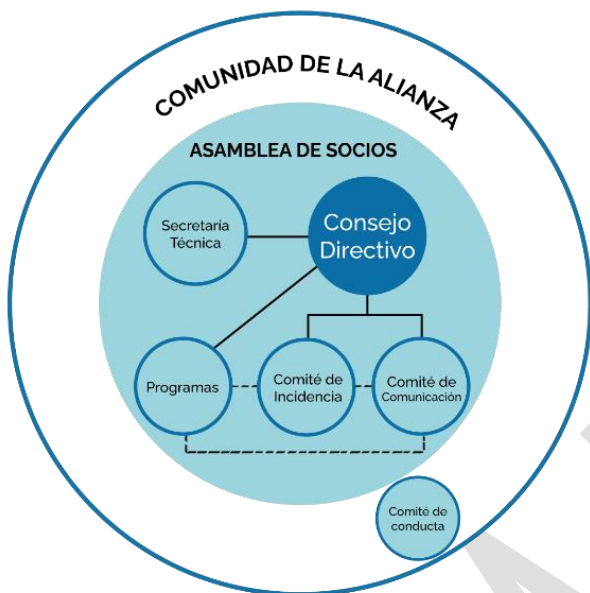 COMUNIDAD DE LA ALIANZA
ASAMBLEA DE SOCIOS
Secretaría
Técnica
Consejo
Directivo
Programas
Comité de
Incidencia
Comité de
Comunicación
Comité de
conducta